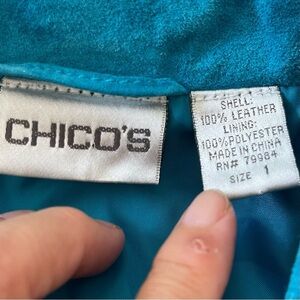 CHICO'S
SHELL:
100% LEATHER
LINING:
100% POLYESTER
MADE IN CHINA
RN# 79984
SIZE 1